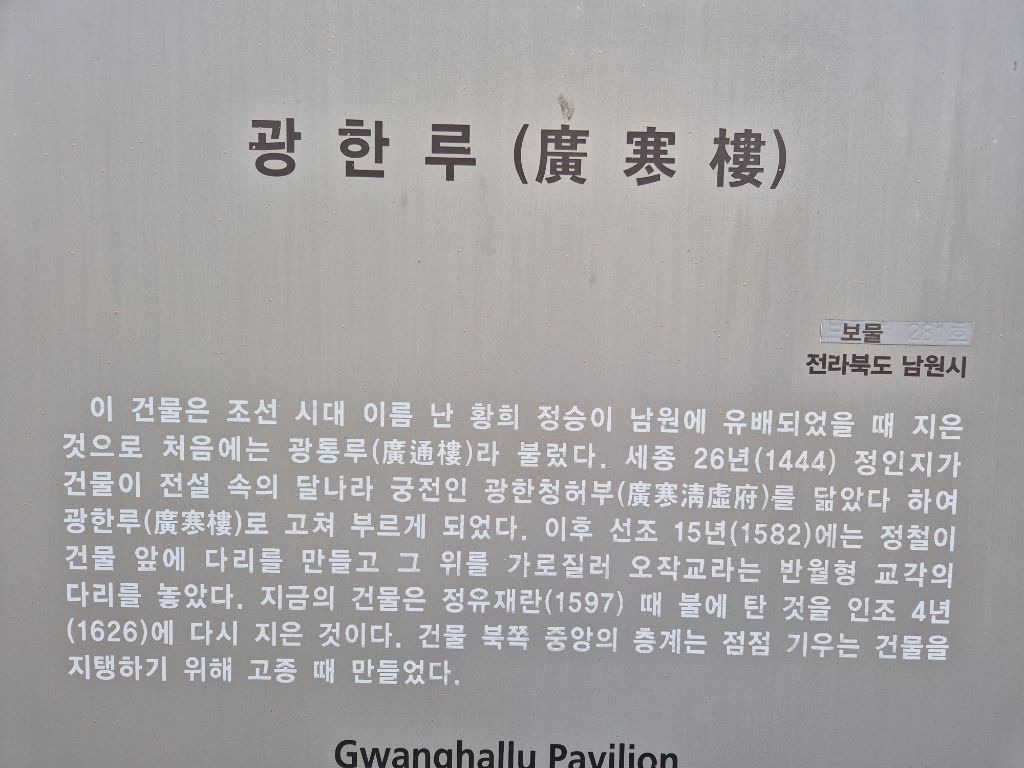 광한루(廣寒樓)
보물 281호
전라북도 남원시
이 건물은 조선 시대 이름 난 황희 정승이 남원에 유배되었을 때 지은
것으로 처음에는 광통루(廣通樓)라 불렀다. 세종 26년(1444) 정인지가
건물이 전설 속의 달나라 궁전인 광한청허부(廣寒淸虛府)를 닮았다 하여
광한루(廣寒樓)로 고쳐 부르게 되었다. 이후 선조 15년(1582)에는 정철이
건물 앞에 다리를 만들고 그 위를 가로질러 오작교라는 반월형 교각의
다리를 놓았다. 지금의 건물은 정유재란(1597) 때 불에 탄 것을 인조 4년
(1626)에 다시 지은 것이다. 건물 북쪽 중앙의 층계는 점점 기우는 건물을
지탱하기 위해 고종 때 만들었다.
Gwanghallu Pavilion